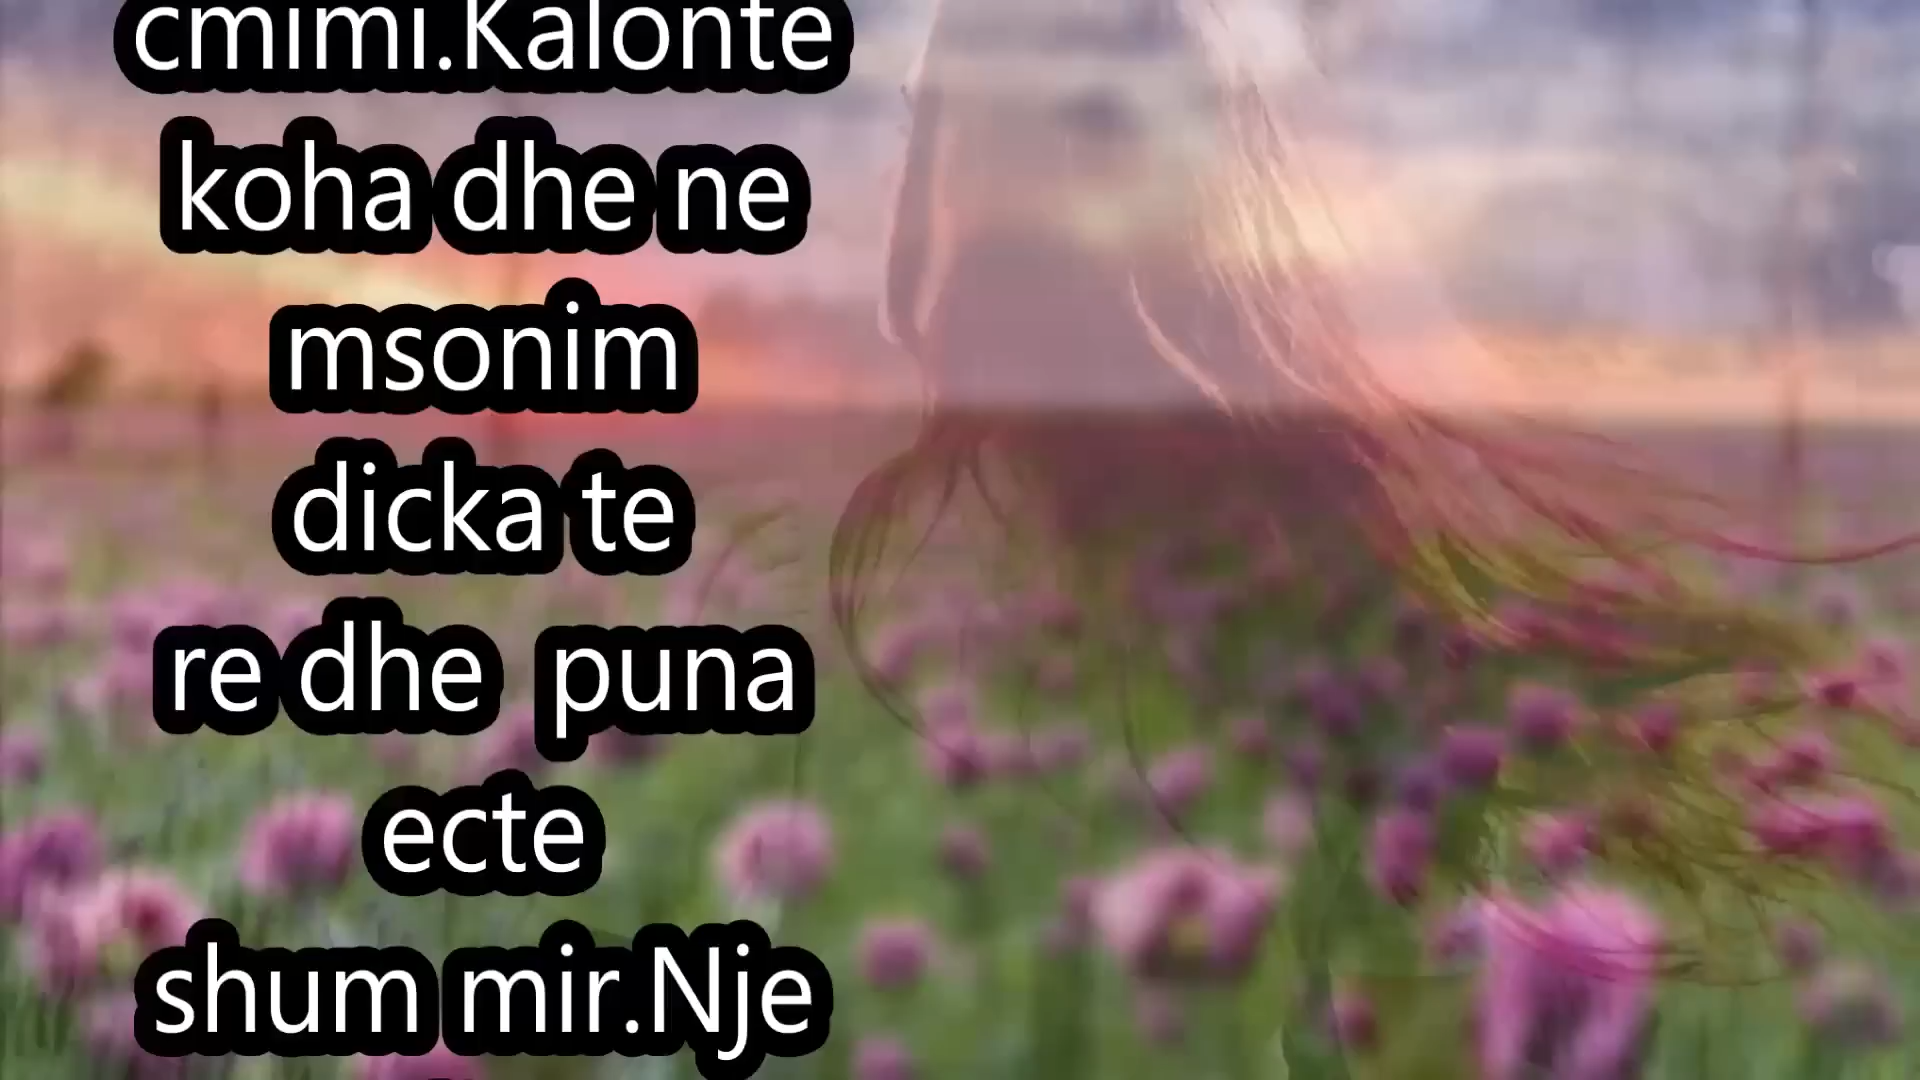 cmimi.Kalonte
koha dhe ne
msonim
dicka te
re dhe  puna
ecte
shum mir.Nje